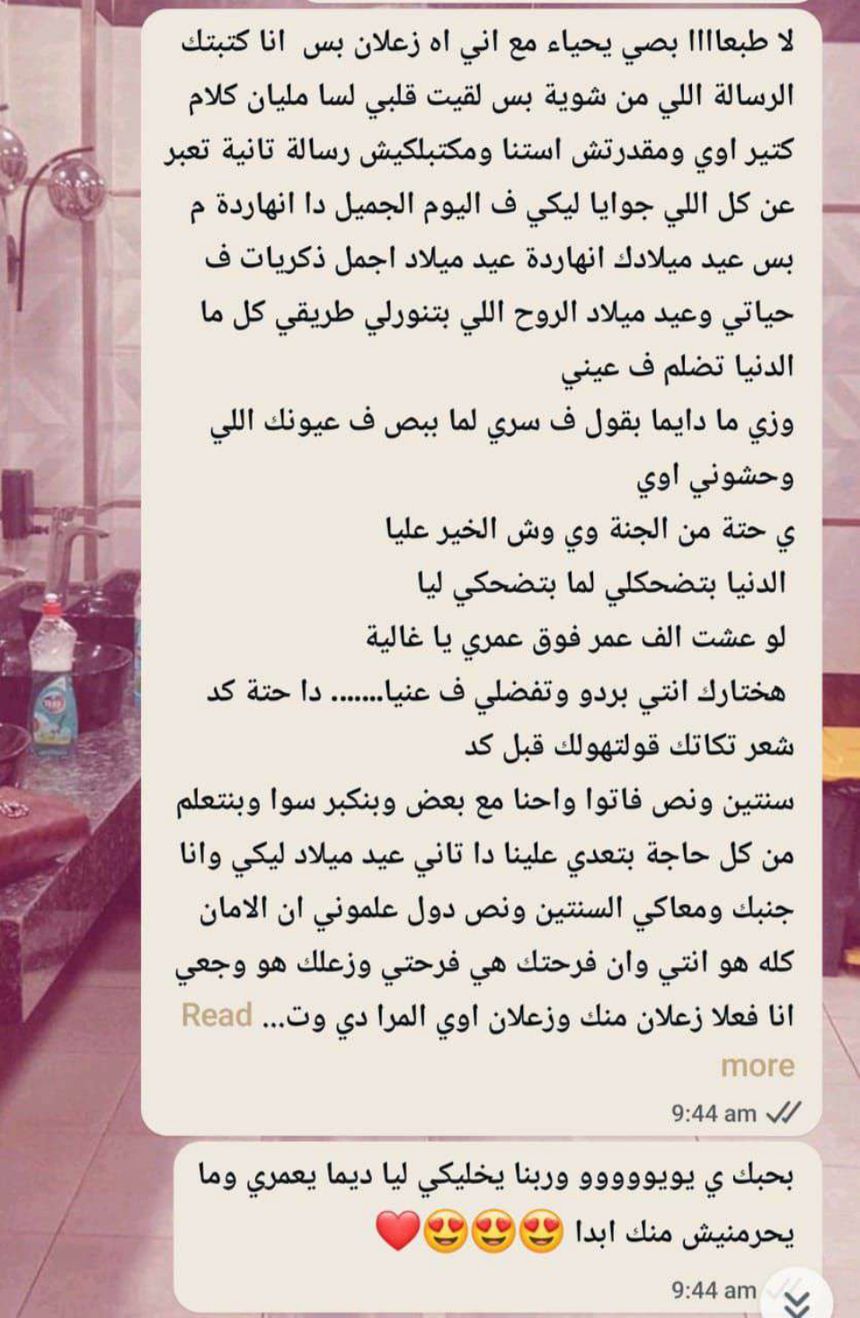 لا طبعاااا بصي يحياء مع اني اه زعلان بس انا كتبتك
الرسالة اللي من شوية بس لقيت قلبي لسا مليان كلام
كتير اوي ومقدرتش استنا ومكتبلكيش رسالة تانية تعبر
عن كل اللي جوايا ليكي ف اليوم الجميل دا انهاردة م
بس عيد ميلادك انهاردة عيد ميلاد اجمل ذكريات ف
حياتي وعيد ميلاد الروح اللي بتنورلي طريقي كل ما
الدنيا تضلم ف عيني
وزي ما دايما بقول ف سري لما ببص ف عيونك اللي
وحشوني اوي
ي حتة من الجنة وي وش الخير عليا
الدنيا بتضحكلي لما بتضحكي ليا
لو عشت الف عمر فوق عمري يا غالية
هختارك انتي بردو وتفضلي ف عنيا....... دا حتة كد
شعر تكاتك قولتهولك قبل كد
سنتين ونص فاتوا واحنا مع بعض وبنكبر سوا وبنتعلم
من كل حاجة بتعدي علينا دا تاني عيد ميلاد ليكي وانا
جنبك ومعاكي السنتين ونص دول علموني ان الامان
كله هو انتي وان فرحتك هي فرحتي وزعلك هو وجعي
انا فعلا زعلان منك وزعلان اوي المرا دي وت... Read
more
9:44 am
بحبك ي يويووووو وربنا يخليكي ليا ديما يعمري وما
يحرمنيش منك ابدا 😍😍😍❤️
9:44 am